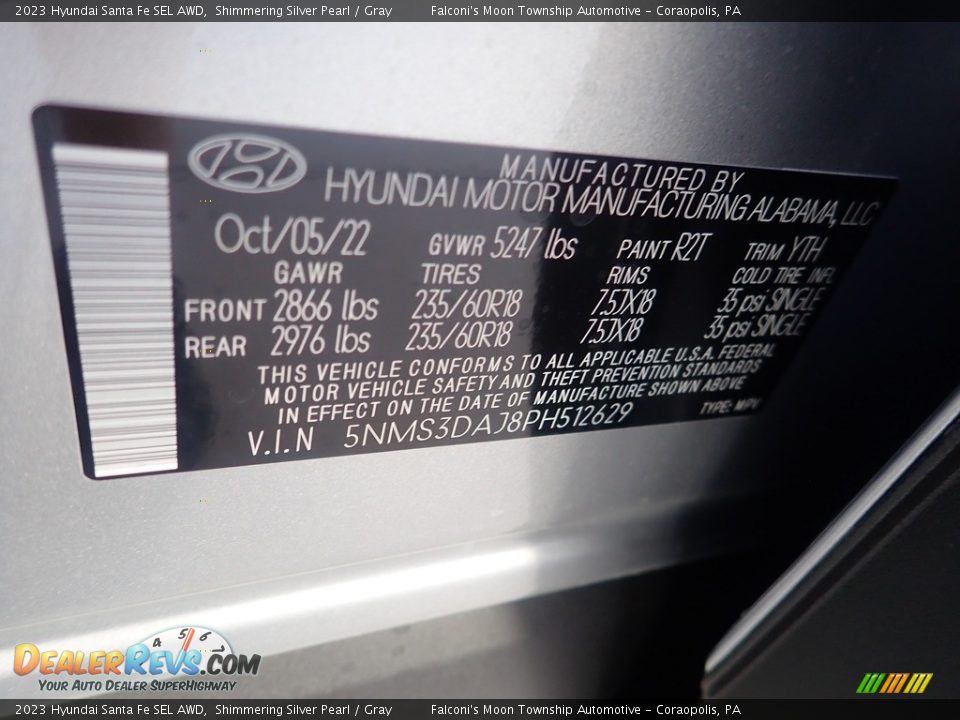 2023 Hyundai Santa Fe SEL AWD, Shimmering Silver Pearl / Gray Falconi's Moon Township Automotive - Coraopolis, PA
MANUFACTURED BY
HYUNDAI MOTOR MANUFACTURING ALABAMA, LLC
Oct/05/22 GVWR 5247 lbs PAINT R2T TRIM YTH
GAWR TIRES RIMS COLD TIRE INFL
FRONT 2866 lbs 235/60R18 7.5JX18 35 psi SINGLE
REAR 2976 lbs 235/60R18 7.5JX18 35 psi SINGLE
THIS VEHICLE CONFORMS TO ALL APPLICABLE U.S.A. FEDERAL
MOTOR VEHICLE SAFETY AND THEFT PREVENTION STANDARDS
IN EFFECT ON THE DATE OF MANUFACTURE SHOWN ABOVE
V.I.N 5NMS3DAJ8PH512629 TYPE: MPV
4 5 6
DEALERREVS.COM
YOUR AUTO DEALER SUPERHIGHWAY
2023 Hyundai Santa Fe SEL AWD, Shimmering Silver Pearl / Gray Falconi's Moon Township Automotive - Coraopolis, PA